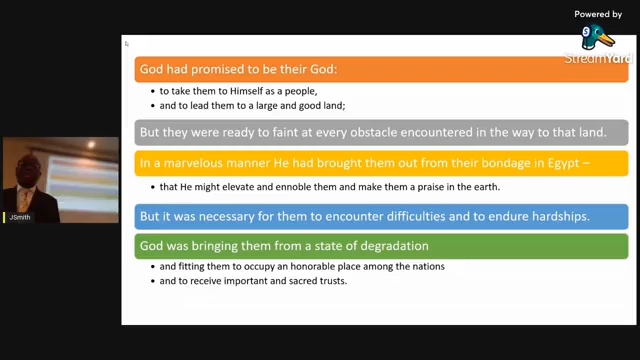 Powered by
StreamYard
God had promised to be their God:
• to take them to Himself as a people,
• and to lead them to a large and good land;
But they were ready to faint at every obstacle encountered in the way to that land.
In a marvelous manner He had brought them out from their bondage in Egypt –
• that He might elevate and ennoble them and make them a praise in the earth.
But it was necessary for them to encounter difficulties and to endure hardships.
God was bringing them from a state of degradation
• and fitting them to occupy an honorable place among the nations
• and to receive important and sacred trusts.
JSmith